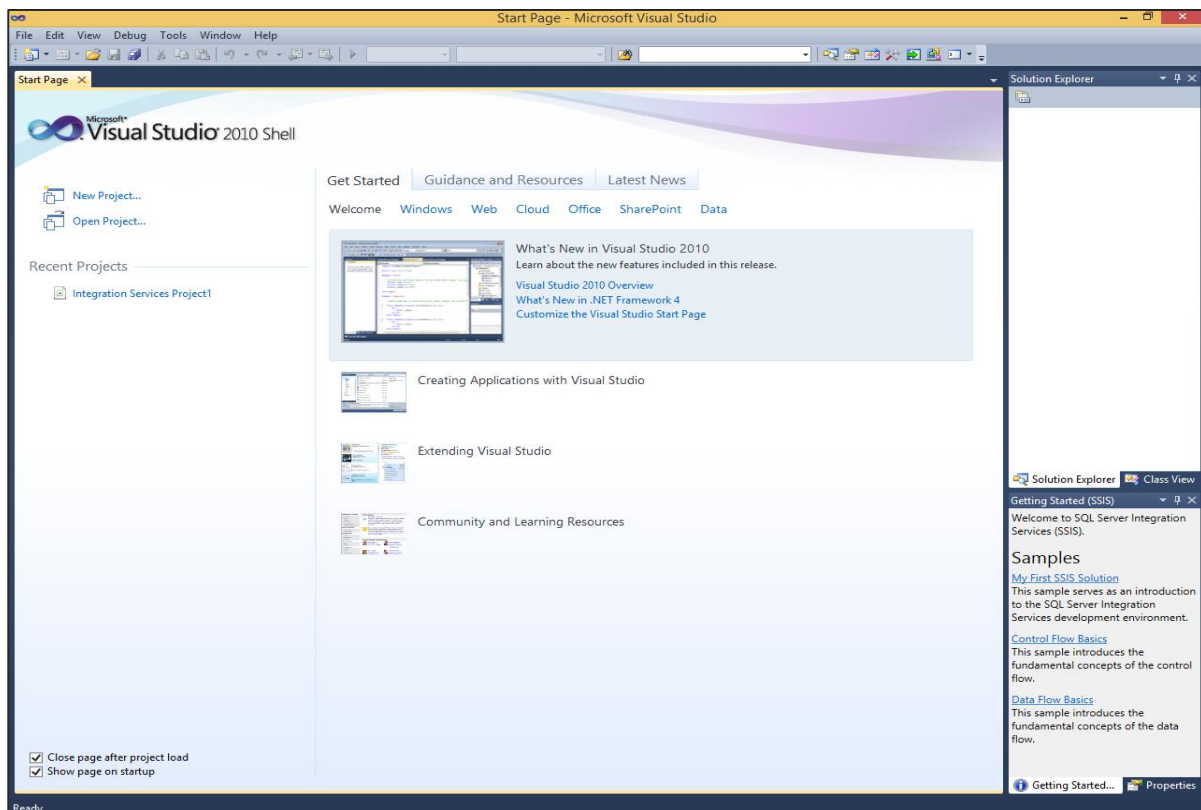 Start Page - Microsoft Visual Studio
File Edit View Debug Tools Window Help
Start Page
Microsoft
Visual Studio 2010 Shell
New Project...
Open Project...
Recent Projects
Integration Services Project1
Get Started Guidance and Resources Latest News
Welcome Windows Web Cloud Office SharePoint Data
What's New in Visual Studio 2010
Learn about the new features included in this release.
Visual Studio 2010 Overview
What's New in .NET Framework 4
Customize the Visual Studio Start Page
Creating Applications with Visual Studio
Extending Visual Studio
Community and Learning Resources
Close page after project load
Show page on startup
Solution Explorer
Solution Explorer Class View
Getting Started (SSIS)
Welcome to SQL Server Integration
Services (SSIS).
Samples
My First SSIS Solution
This sample serves as an introduction
to the SQL Server Integration
Services development environment.
Control Flow Basics
This sample introduces the
fundamental concepts of the control
flow.
Data Flow Basics
This sample introduces the
fundamental concepts of the data
flow.
Getting Started... Properties
Ready